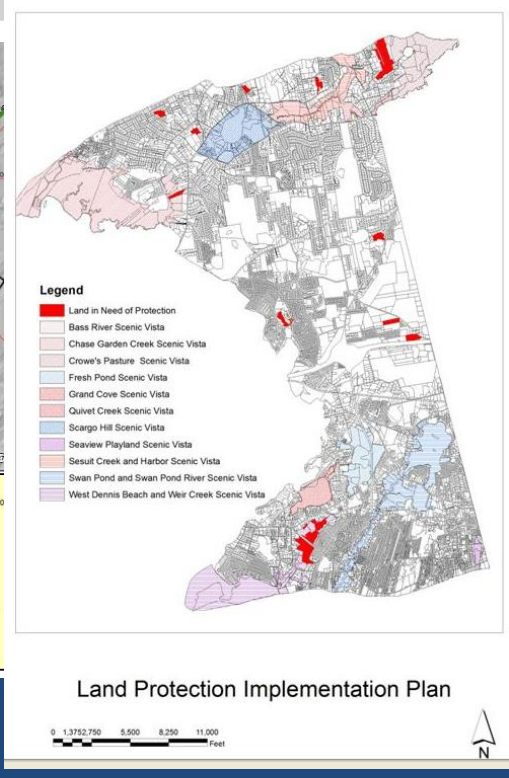 Legend
Land in Need of Protection
Bass River Scenic Vista
Chase Garden Creek Scenic Vista
Crowe's Pasture Scenic Vista
Fresh Pond Scenic Vista
Grand Cove Scenic Vista
Quivet Creek Scenic Vista
Scargo Hill Scenic Vista
Seaview Playland Scenic Vista
Sesuit Creek and Harbor Scenic Vista
Swan Pond and Swan Pond River Scenic Vista
West Dennis Beach and Weir Creek Scenic Vista
Land Protection Implementation Plan
0 1,3752,750 5,500 8,250 11,000
Feet
N